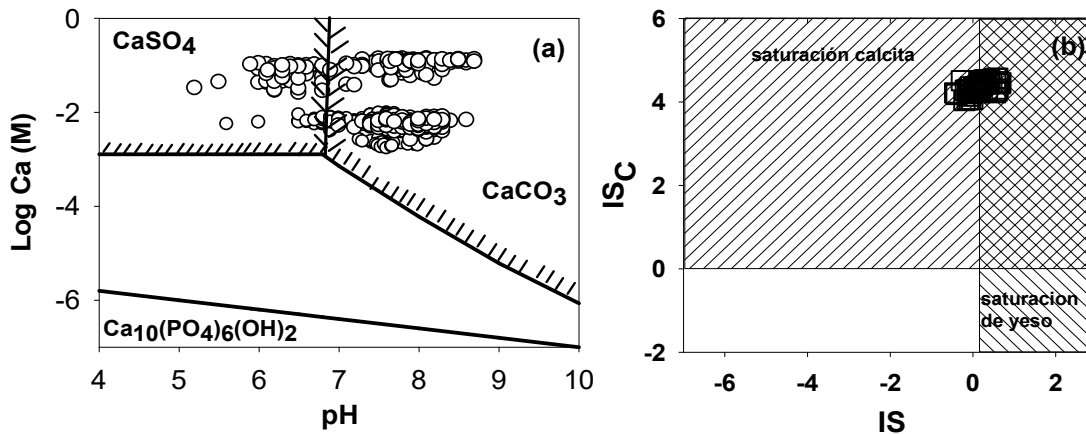 0
CaSO4
(a)
-2
Log Ca (M)
-4
CaCO3
-6
Ca10(PO4)6(OH)2
4 5 6 7 8 9 10
pH
6
saturación calcita
(b)
4
ISC
2
0
saturacion
de yeso
-2
-6 -4 -2 0 2
IS